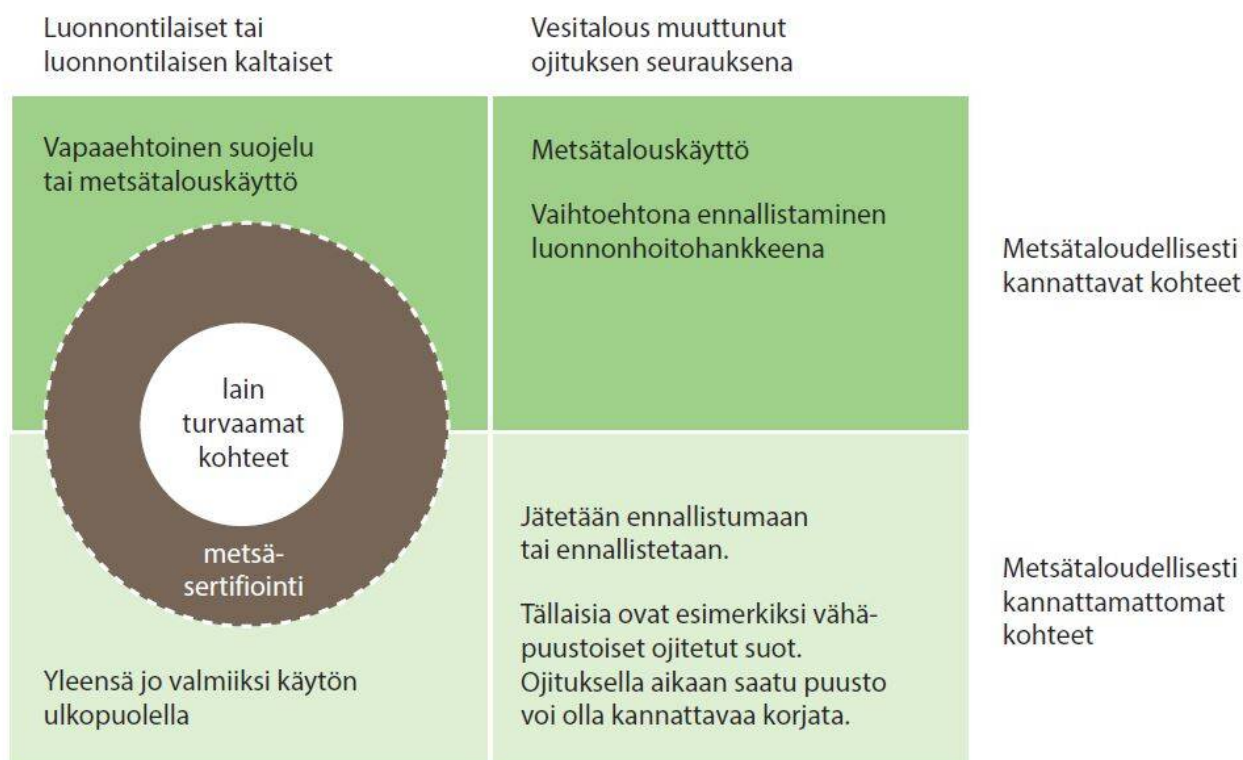 Luonnontilaiset tai
luonnontilaisen kaltaiset
Vesitalous muuttunut
ojituksen seurauksena
Vapaaehtoinen suojelu
tai metsätalouskäyttö
Metsätalouskäyttö
Vaihtoehtona ennallistaminen
luonnonhoitohankkeena
Metsätaloudellisesti
kannattavat kohteet
lain
turvaamat
kohteet
metsä-
sertifiointi
Yleensä jo valmiiksi käytön
ulkopuolella
Jätetään ennallistumaan
tai ennallistetaan.
Tällaisia ovat esimerkiksi vähä-
puustoiset ojitetut suot.
Ojituksella aikaan saatu puusto
voi olla kannattavaa korjata.
Metsätaloudellisesti
kannattamattomat
kohteet